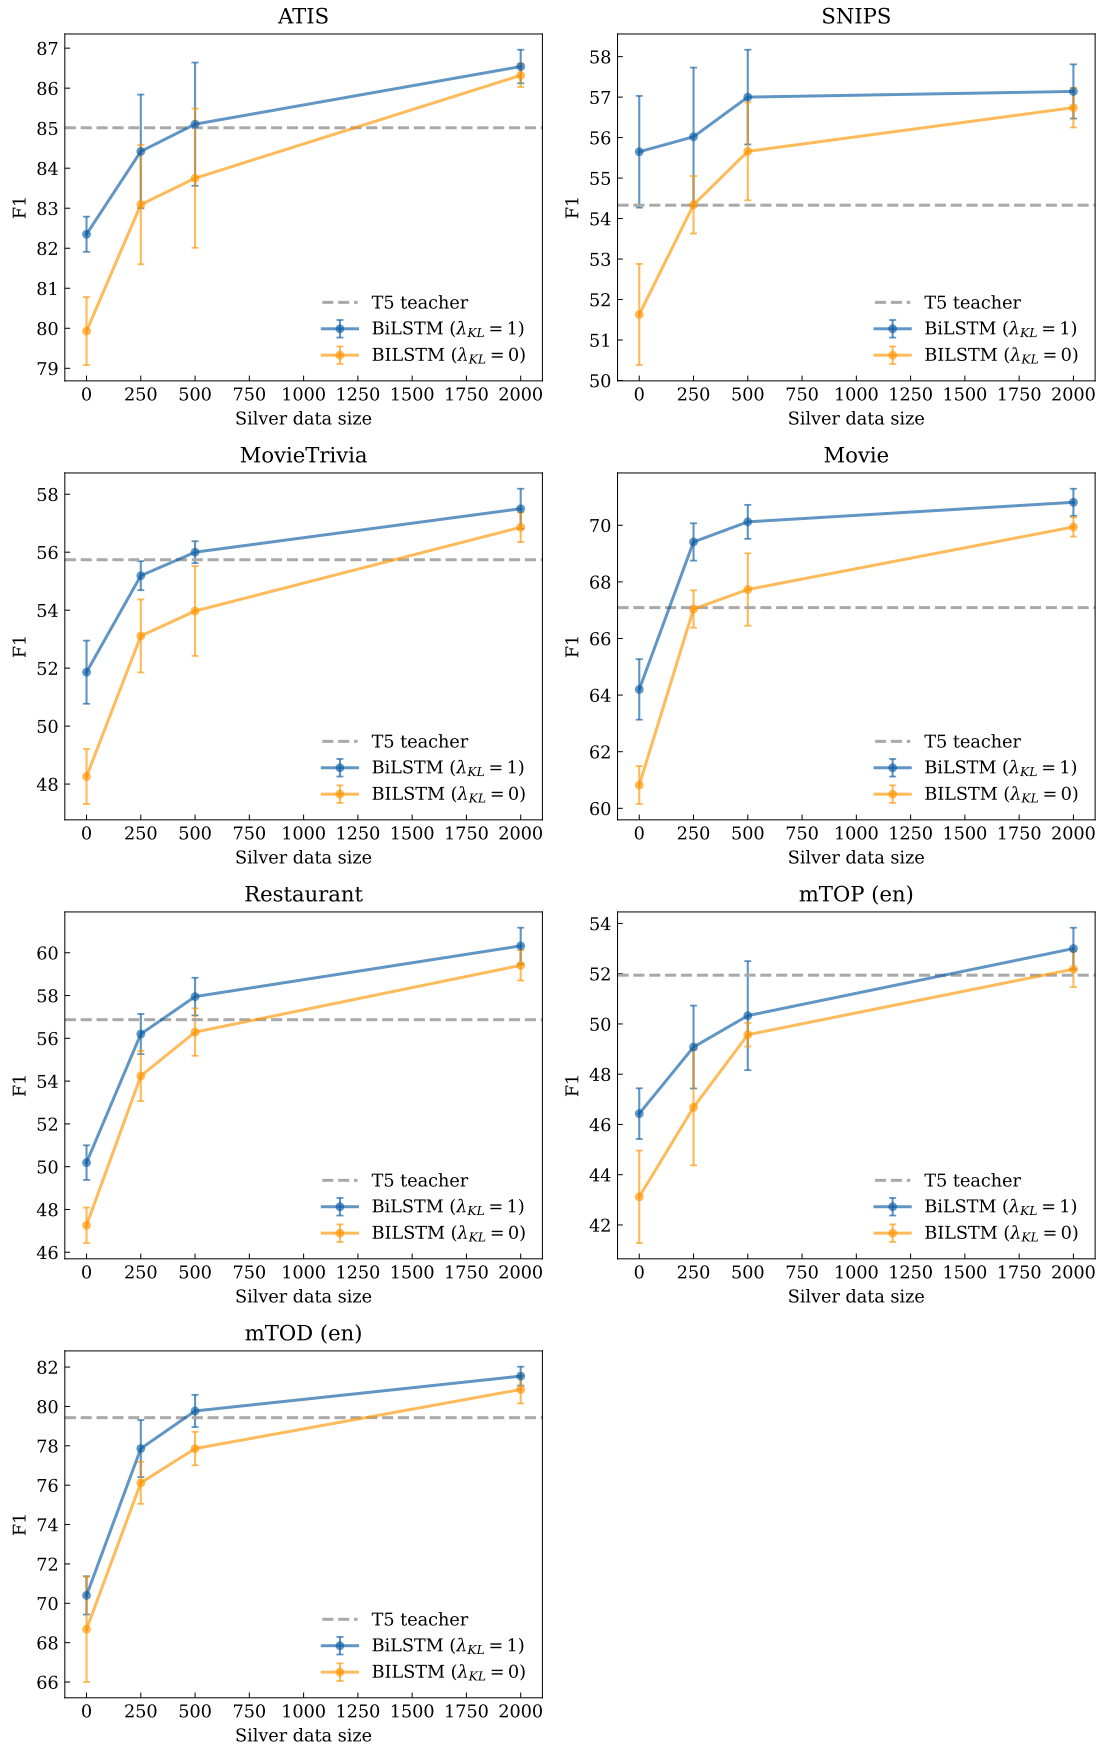 ATIS
87
86
85
84
83
82
81
80
79
F1
T5 teacher
BiLSTM (λKL = 1)
BILSTM (λKL = 0)
0 250 500 750 1000 1250 1500 1750 2000
Silver data size
SNIPS
58
57
56
55
54
53
52
51
50
F1
T5 teacher
BiLSTM (λKL = 1)
BILSTM (λKL = 0)
0 250 500 750 1000 1250 1500 1750 2000
Silver data size
MovieTrivia
58
56
54
52
50
48
F1
T5 teacher
BiLSTM (λKL = 1)
BILSTM (λKL = 0)
0 250 500 750 1000 1250 1500 1750 2000
Silver data size
Movie
70
68
66
64
62
60
F1
T5 teacher
BiLSTM (λKL = 1)
BILSTM (λKL = 0)
0 250 500 750 1000 1250 1500 1750 2000
Silver data size
Restaurant
60
58
56
54
52
50
48
46
F1
T5 teacher
BiLSTM (λKL = 1)
BILSTM (λKL = 0)
0 250 500 750 1000 1250 1500 1750 2000
Silver data size
mTOP (en)
54
52
50
48
46
44
42
F1
T5 teacher
BiLSTM (λKL = 1)
BILSTM (λKL = 0)
0 250 500 750 1000 1250 1500 1750 2000
Silver data size
mTOD (en)
82
80
78
76
74
72
70
68
66
F1
T5 teacher
BiLSTM (λKL = 1)
BILSTM (λKL = 0)
0 250 500 750 1000 1250 1500 1750 2000
Silver data size